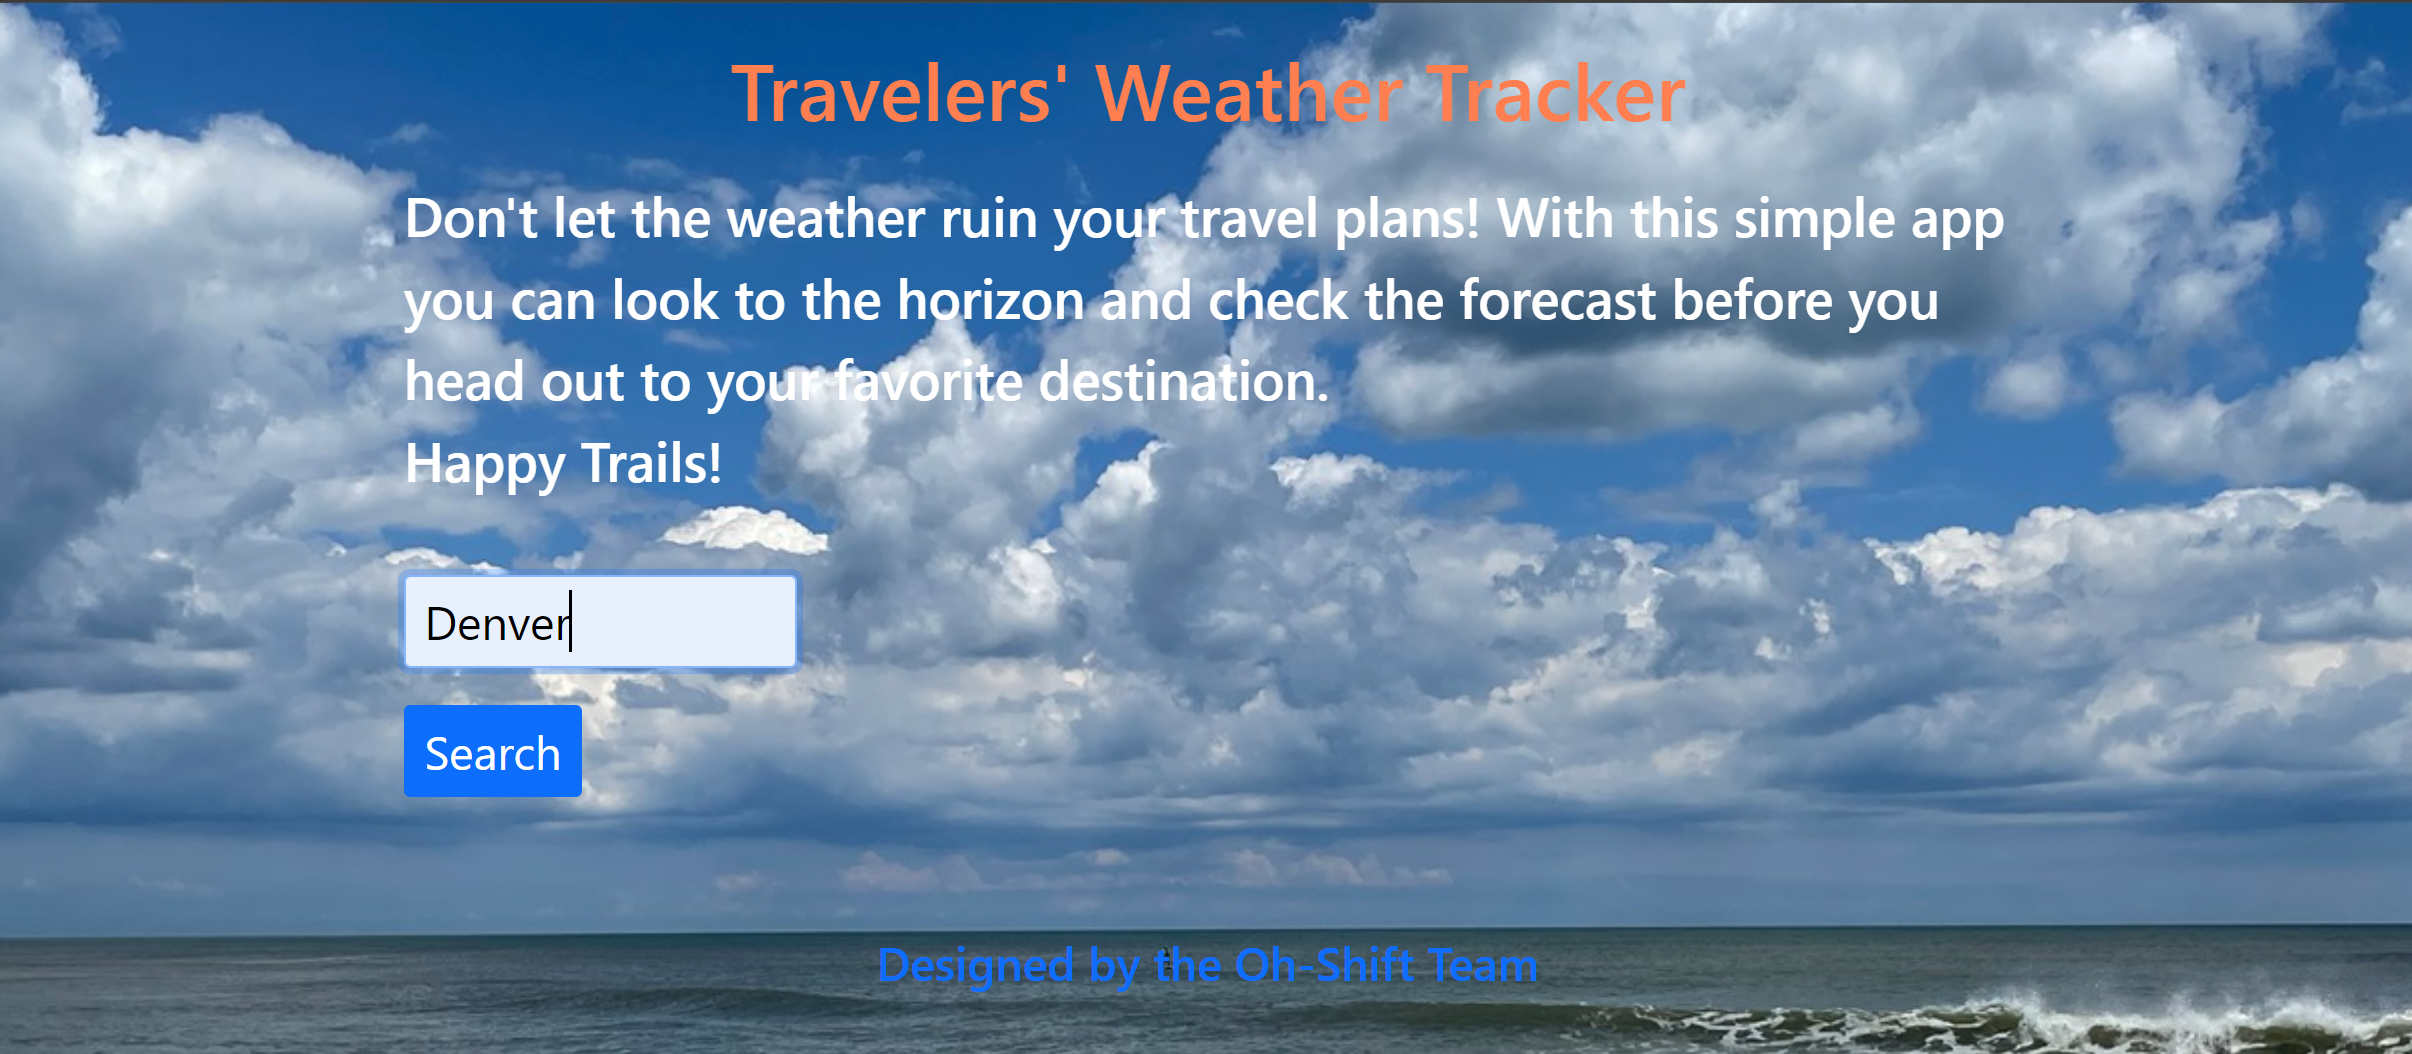 Travelers' Weather Tracker
Don't let the weather ruin your travel plans! With this simple app
you can look to the horizon and check the forecast before you
head out to your favorite destination.
Happy Trails!
Denver
Search
Designed by the Oh-Shift Team